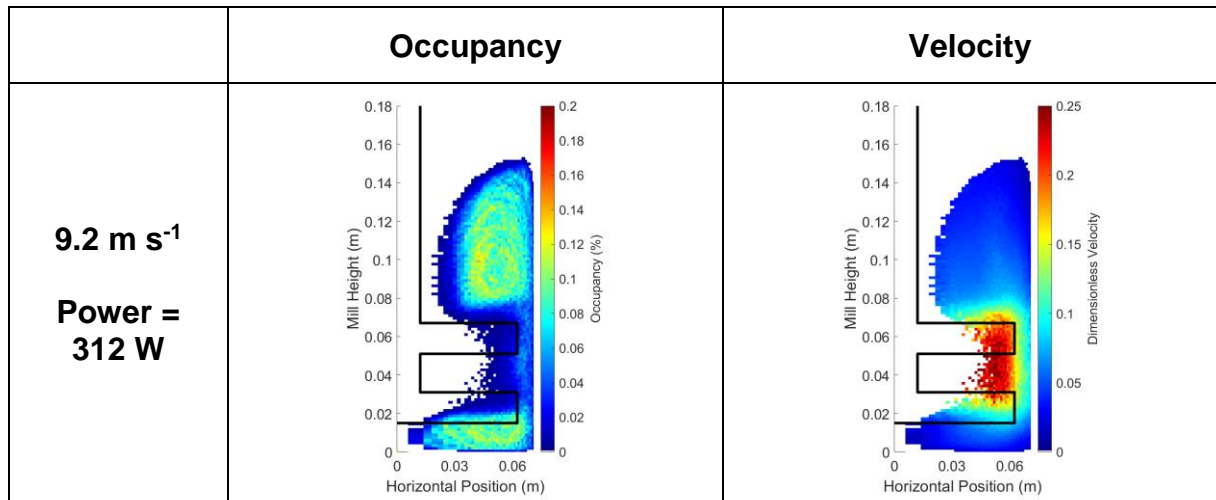 Occupancy
Velocity
9.2 m s-1
Power =
312 W
0.18
0.16
0.14
0.12
0.1
0.08
0.06
0.04
0.02
0
0 0.03 0.06
Mill Height (m)
Horizontal Position (m)
0.2
0.18
0.16
0.14
0.12
0.1
0.08
0.06
0.04
0.02
0
Occupancy (%)
0.18
0.16
0.14
0.12
0.1
0.08
0.06
0.04
0.02
0
0 0.03 0.06
Mill Height (m)
Horizontal Position (m)
0.25
0.2
0.15
0.1
0.05
0
Dimensionless Velocity